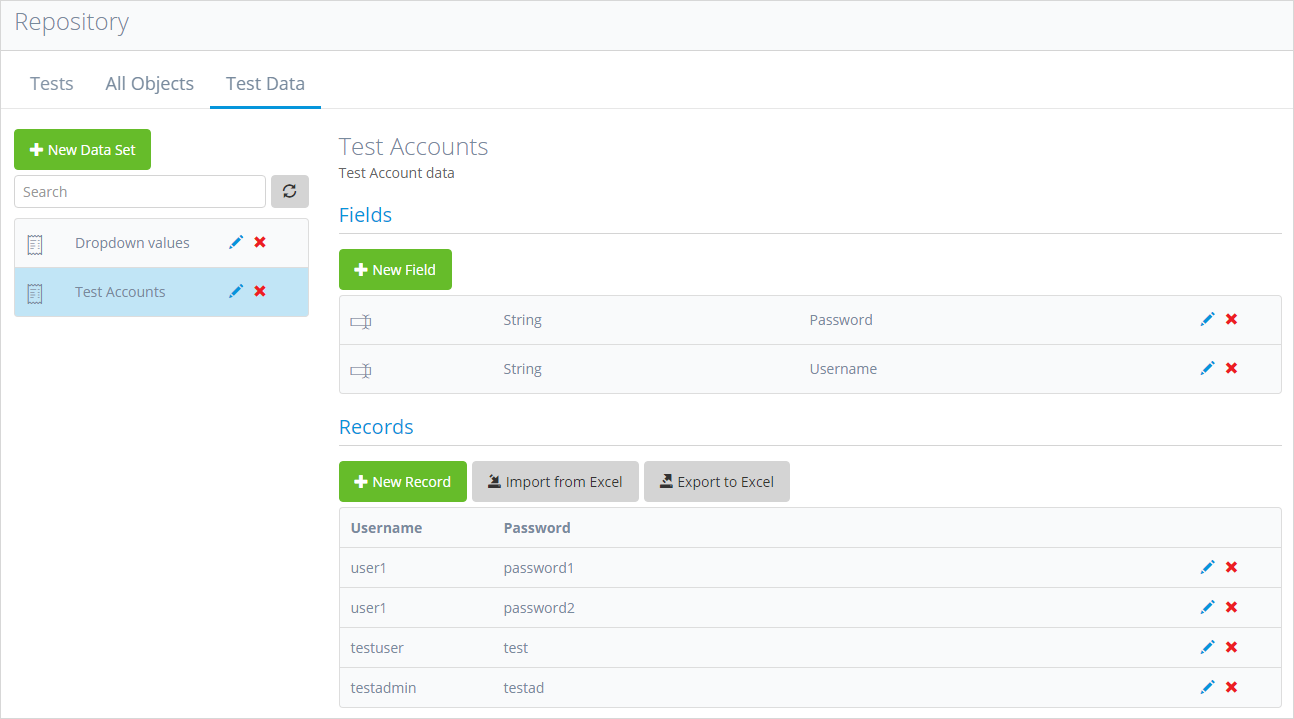 Repository
Tests All Objects Test Data
New Data Set
Search
Dropdown values
Test Accounts
Test Accounts
Test Account data
Fields
New Field
String Password
String Username
Records
New Record Import from Excel Export to Excel
Username Password
user1 password1
user1 password2
testuser test
testadmin testad